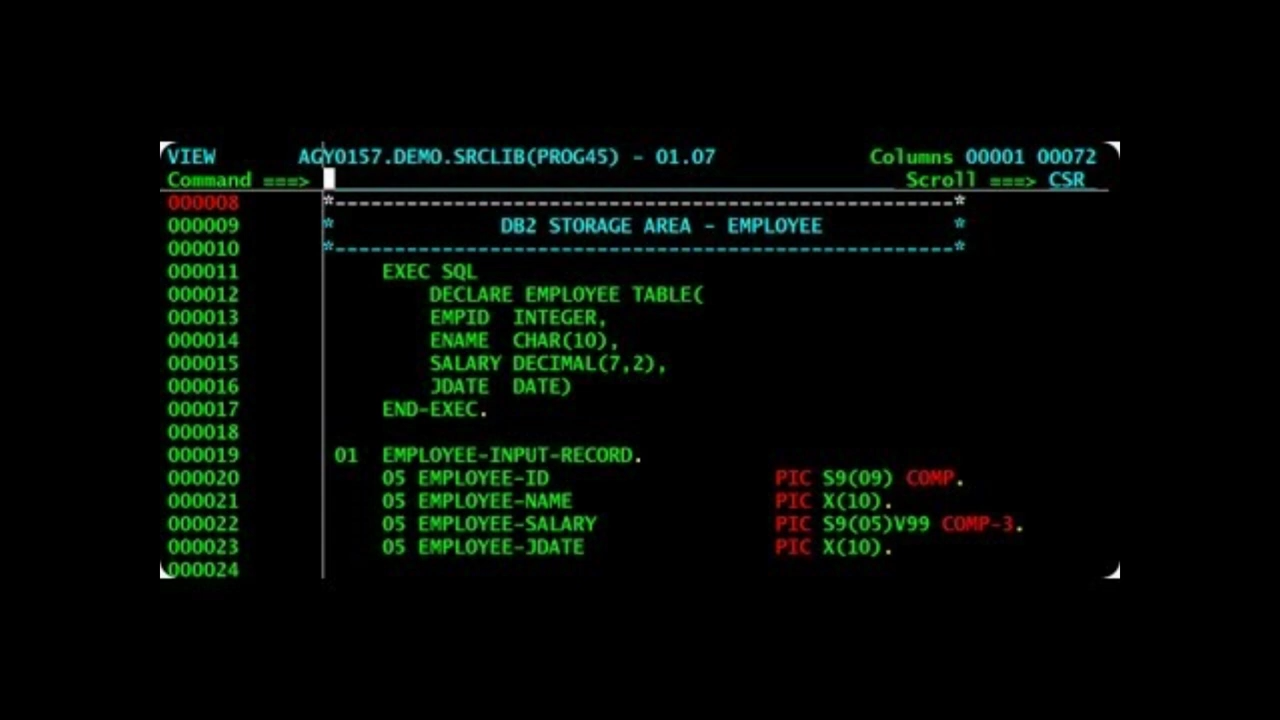 VIEW AGY0157.DEMO.SRCLIB(PROG45) - 01.07 Columns 00001 00072
Command ===> Scroll ===> CSR
000008 *----------------------------------------------------*
000009 * DB2 STORAGE AREA - EMPLOYEE *
000010 *----------------------------------------------------*
000011 EXEC SQL
000012 DECLARE EMPLOYEE TABLE(
000013 EMPID INTEGER,
000014 ENAME CHAR(10),
000015 SALARY DECIMAL(7,2),
000016 JDATE DATE)
000017 END-EXEC.
000018
000019 01 EMPLOYEE-INPUT-RECORD.
000020 05 EMPLOYEE-ID PIC S9(09) COMP.
000021 05 EMPLOYEE-NAME PIC X(10).
000022 05 EMPLOYEE-SALARY PIC S9(05)V99 COMP-3.
000023 05 EMPLOYEE-JDATE PIC X(10).
000024